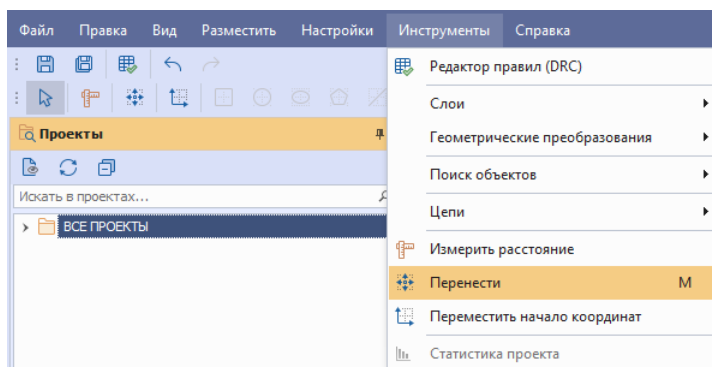 Файл Правка Вид Разместить Настройки Инструменты Справка
Редактор правил (DRC)
Слои
Проекты
Геометрические преобразования
Поиск объектов
Искать в проектах...
Цепи
ВСЕ ПРОЕКТЫ
Измерить расстояние
Перенести M
Переместить начало координат
Статистика проекта